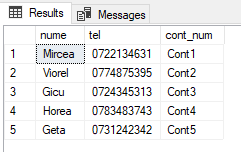 Results Messages
nume tel cont_num
1 Mircea 0722134631 Cont1
2 Viorel 0774875395 Cont2
3 Gicu 0724345313 Cont3
4 Horea 0783483743 Cont4
5 Geta 0731242342 Cont5